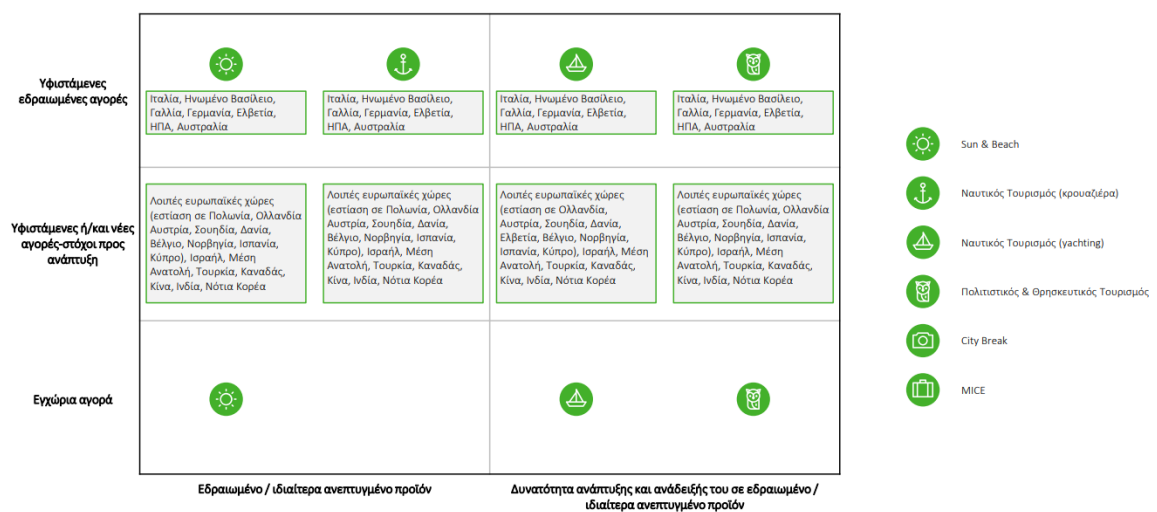 Υφιστάμενες
εδραιωμένες αγορές
Ιταλία, Ηνωμένο Βασίλειο,
Γαλλία, Γερμανία, Ελβετία,
ΗΠΑ, Αυστραλία
Ιταλία, Ηνωμένο Βασίλειο,
Γαλλία, Γερμανία, Ελβετία,
ΗΠΑ, Αυστραλία
Ιταλία, Ηνωμένο Βασίλειο,
Γαλλία, Γερμανία, Ελβετία,
ΗΠΑ, Αυστραλία
Ιταλία, Ηνωμένο Βασίλειο,
Γαλλία, Γερμανία, Ελβετία,
ΗΠΑ, Αυστραλία
Υφιστάμενες ή/και νέες
αγορές-στόχοι προς
ανάπτυξη
Λοιπές ευρωπαϊκές χώρες
(εστίαση σε Πολωνία, Ολλανδία
Αυστρία, Σουηδία, Δανία,
Βέλγιο, Νορβηγία, Ισπανία,
Κύπρο), Ισραήλ, Μέση
Ανατολή, Τουρκία, Καναδάς,
Κίνα, Ινδία, Νότια Κορέα
Λοιπές ευρωπαϊκές χώρες
(εστίαση σε Πολωνία, Ολλανδία
Αυστρία, Σουηδία, Δανία,
Βέλγιο, Νορβηγία, Ισπανία,
Κύπρο), Ισραήλ, Μέση
Ανατολή, Τουρκία, Καναδάς,
Κίνα, Ινδία, Νότια Κορέα
Λοιπές ευρωπαϊκές χώρες
(εστίαση σε Ολλανδία,
Αυστρία, Σουηδία, Δανία,
Ελβετία, Βέλγιο, Νορβηγία,
Ισπανία, Κύπρο), Ισραήλ, Μέση
Ανατολή, Τουρκία, Καναδάς,
Κίνα, Ινδία, Νότια Κορέα
Λοιπές ευρωπαϊκές χώρες
(εστίαση σε Πολωνία, Ολλανδία
Αυστρία, Σουηδία, Δανία,
Βέλγιο, Νορβηγία, Ισπανία,
Κύπρο), Ισραήλ, Μέση
Ανατολή, Τουρκία, Καναδάς,
Κίνα, Ινδία, Νότια Κορέα
Εγχώρια αγορά
Εδραιωμένο / ιδιαίτερα ανεπτυγμένο προϊόν
Δυνατότητα ανάπτυξης και ανάδειξής του σε εδραιωμένο /
ιδιαίτερα ανεπτυγμένο προϊόν
Sun & Beach
Ναυτικός Τουρισμός (κρουαζιέρα)
Ναυτικός Τουρισμός (yachting)
Πολιτιστικός & Θρησκευτικός Τουρισμός
City Break
MICE